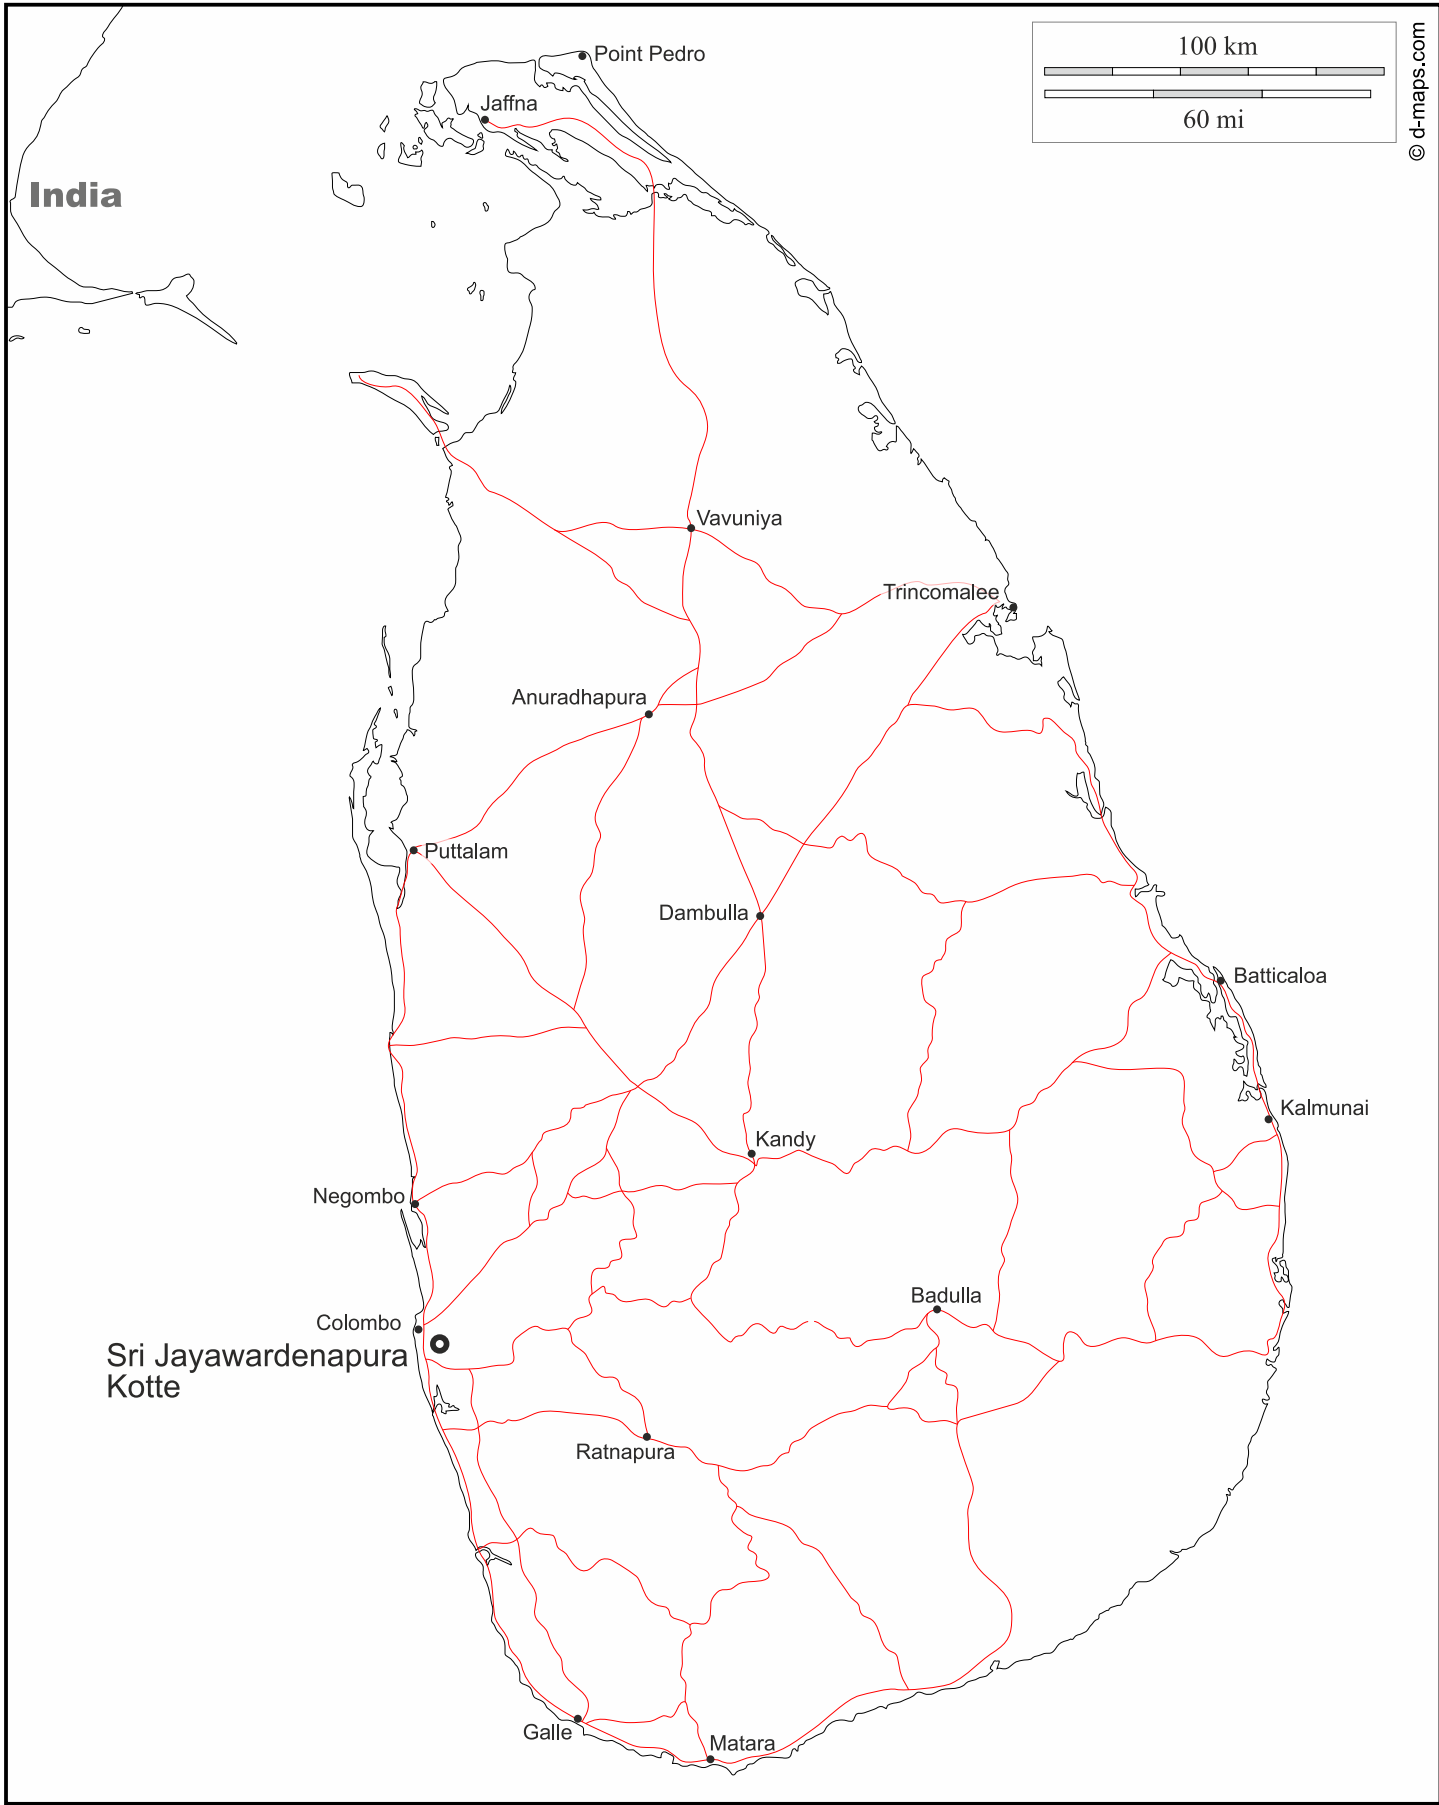 100 km
60 mi
© d-maps.com
Point Pedro
Jaffna
India
Vavuniya
Trincomalee
Anuradhapura
Puttalam
Dambulla
Batticaloa
Kalmunai
Kandy
Negombo
Badulla
Colombo
Sri Jayawardenapura
Kotte
Ratnapura
Galle
Matara